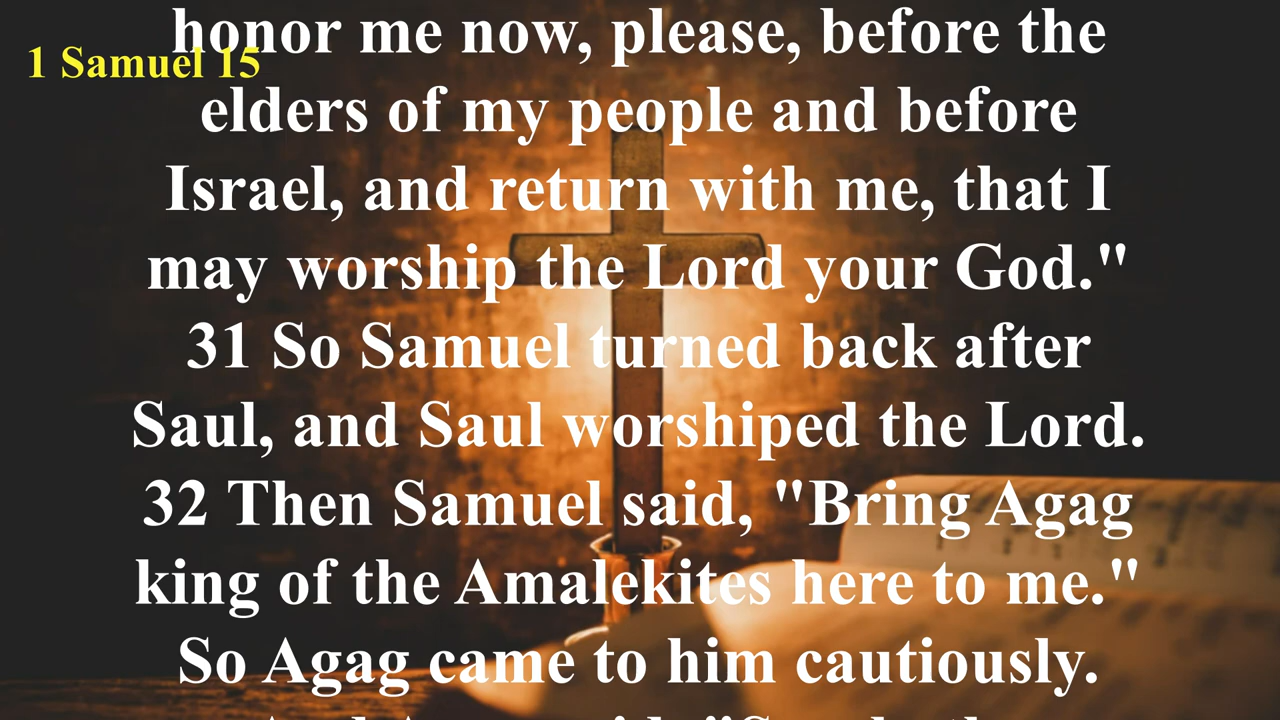 honor me now, please, before the
1 Samuel 15
elders of my people and before
Israel, and return with me, that I
may worship the Lord your God."
31 So Samuel turned back after
Saul, and Saul worshiped the Lord.
32 Then Samuel said, "Bring Agag
king of the Amalekites here to me."
So Agag came to him cautiously.